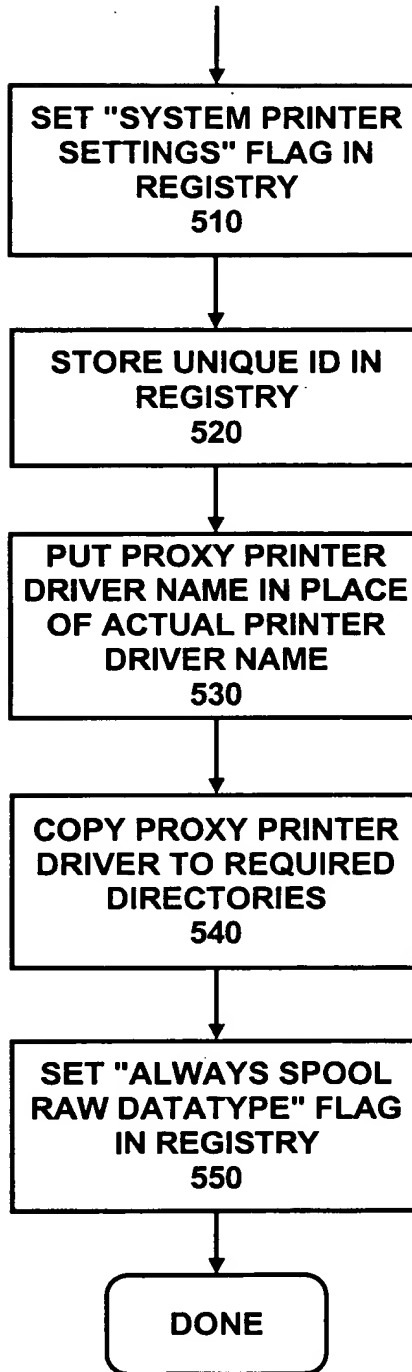 SET "SYSTEM PRINTER
SETTINGS" FLAG IN
REGISTRY
510
STORE UNIQUE ID IN
REGISTRY
520
PUT PROXY PRINTER
DRIVER NAME IN PLACE
OF ACTUAL PRINTER
DRIVER NAME
530
COPY PROXY PRINTER
DRIVER TO REQUIRED
DIRECTORIES
540
SET "ALWAYS SPOOL
RAW DATATYPE" FLAG
IN REGISTRY
550
DONE